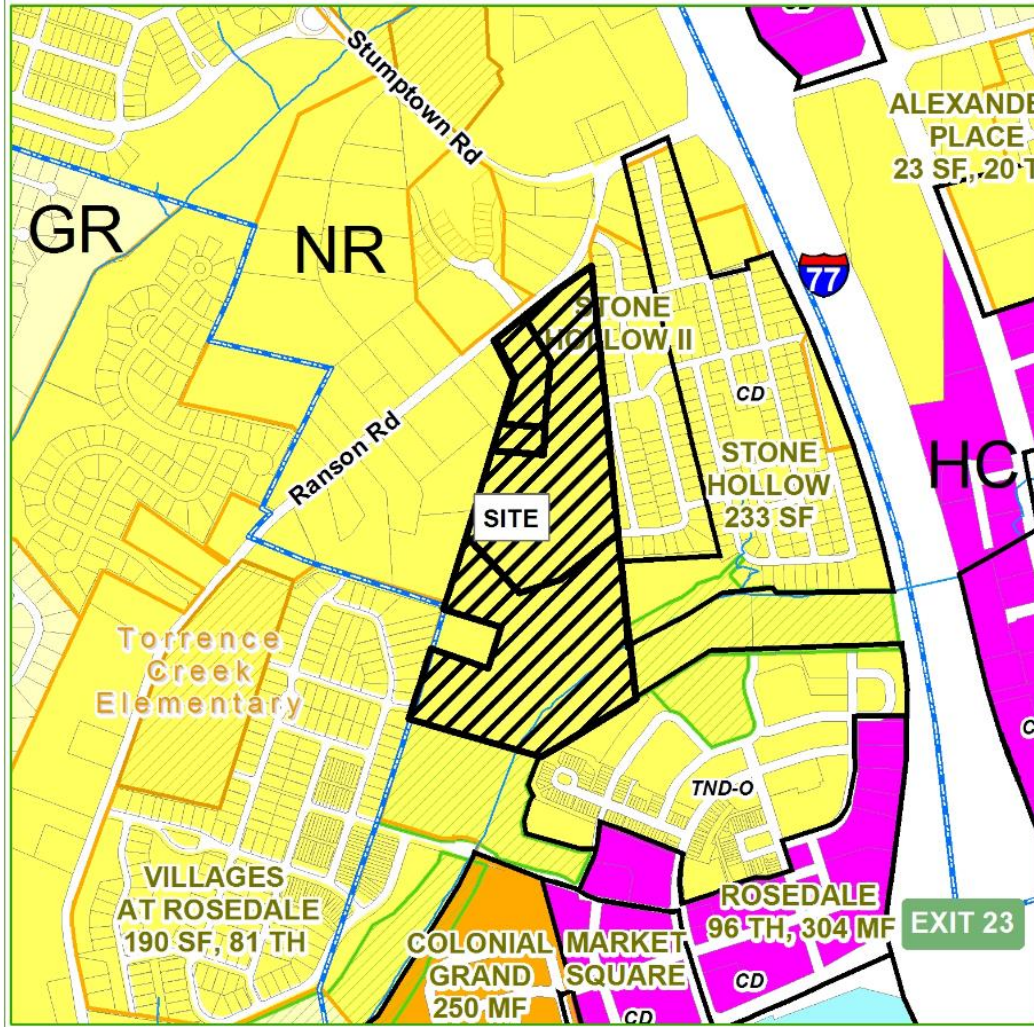 CD
Stumptown Rd
ALEXANDE
PLACE
23 SF, 20 T
GR
NR
77
STONE
HOLLOW II
CD
Ranson Rd
STONE
HOLLOW
233 SF
HC
SITE
Torrence
Creek
Elementary
C
TND-O
VILLAGES
AT ROSEDALE
190 SF, 81 TH
ROSEDALE
96 TH, 304 MF
EXIT 23
COLONIAL
GRAND
250 MF
MARKET
SQUARE
CD
CD